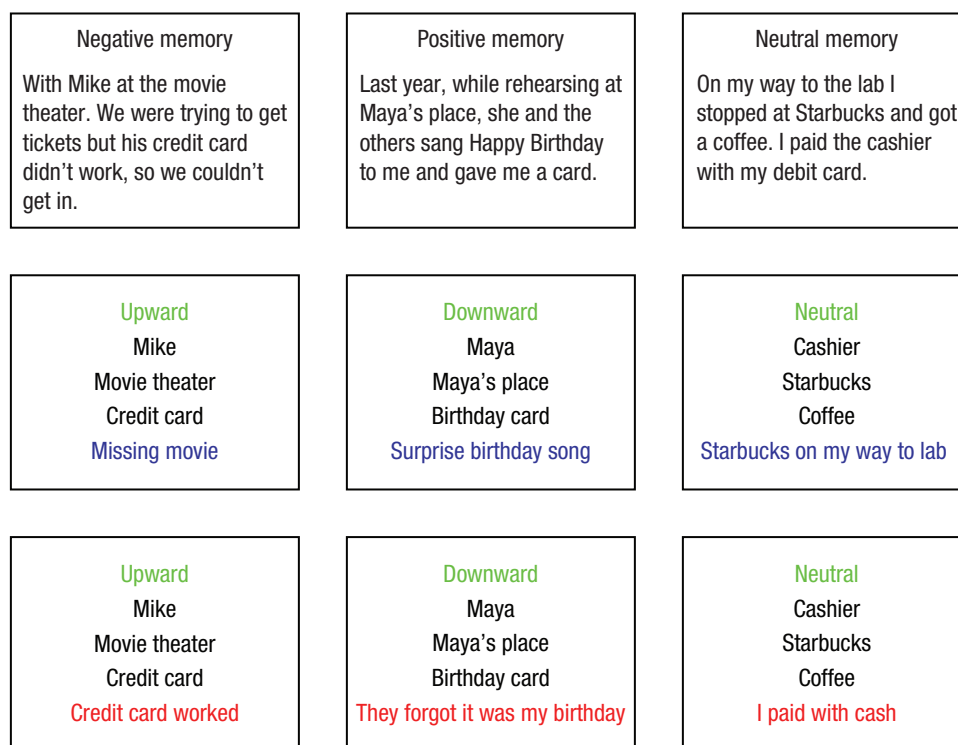 Negative memory
With Mike at the movie
theater. We were trying to get
tickets but his credit card
didn’t work, so we couldn’t
get in.
Positive memory
Last year, while rehearsing at
Maya’s place, she and the
others sang Happy Birthday
to me and gave me a card.
Neutral memory
On my way to the lab I
stopped at Starbucks and got
a coffee. I paid the cashier
with my debit card.
Upward
Mike
Movie theater
Credit card
Missing movie
Downward
Maya
Maya’s place
Birthday card
Surprise birthday song
Neutral
Cashier
Starbucks
Coffee
Starbucks on my way to lab
Upward
Mike
Movie theater
Credit card
Credit card worked
Downward
Maya
Maya’s place
Birthday card
They forgot it was my birthday
Neutral
Cashier
Starbucks
Coffee
I paid with cash